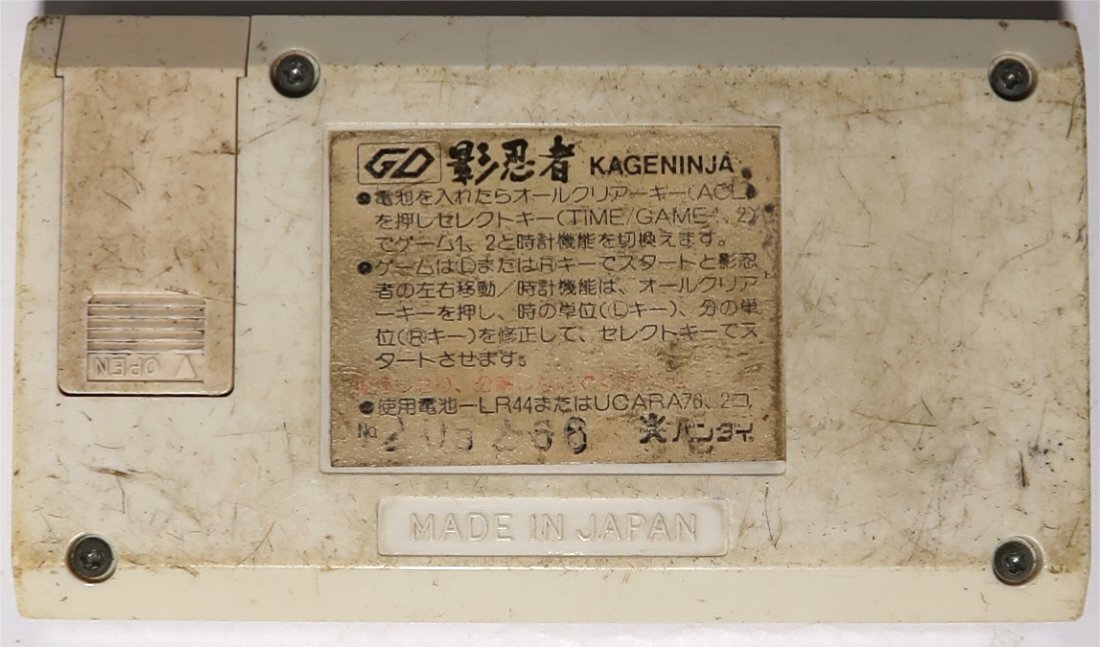 GD 影忍者 KAGENINJA
●電池を入れたらオールクリアーキー(ACL)
を押しセレクトキー(TIME/GAME 1、2)
でゲーム1、2と時計機能を切換えます。
●ゲームはⓁまたはⓇキーでスタートと影忍
者の左右移動/時計機能は、オールクリア
ーキーを押し、時の単位(Ⓛキー)、分の単
位(Ⓡキー)を修正して、セレクトキーでス
タートさせます。
●使用電池ーLR44またはUCARA76、2コ
No. バンダイ
OPEN
MADE IN JAPAN